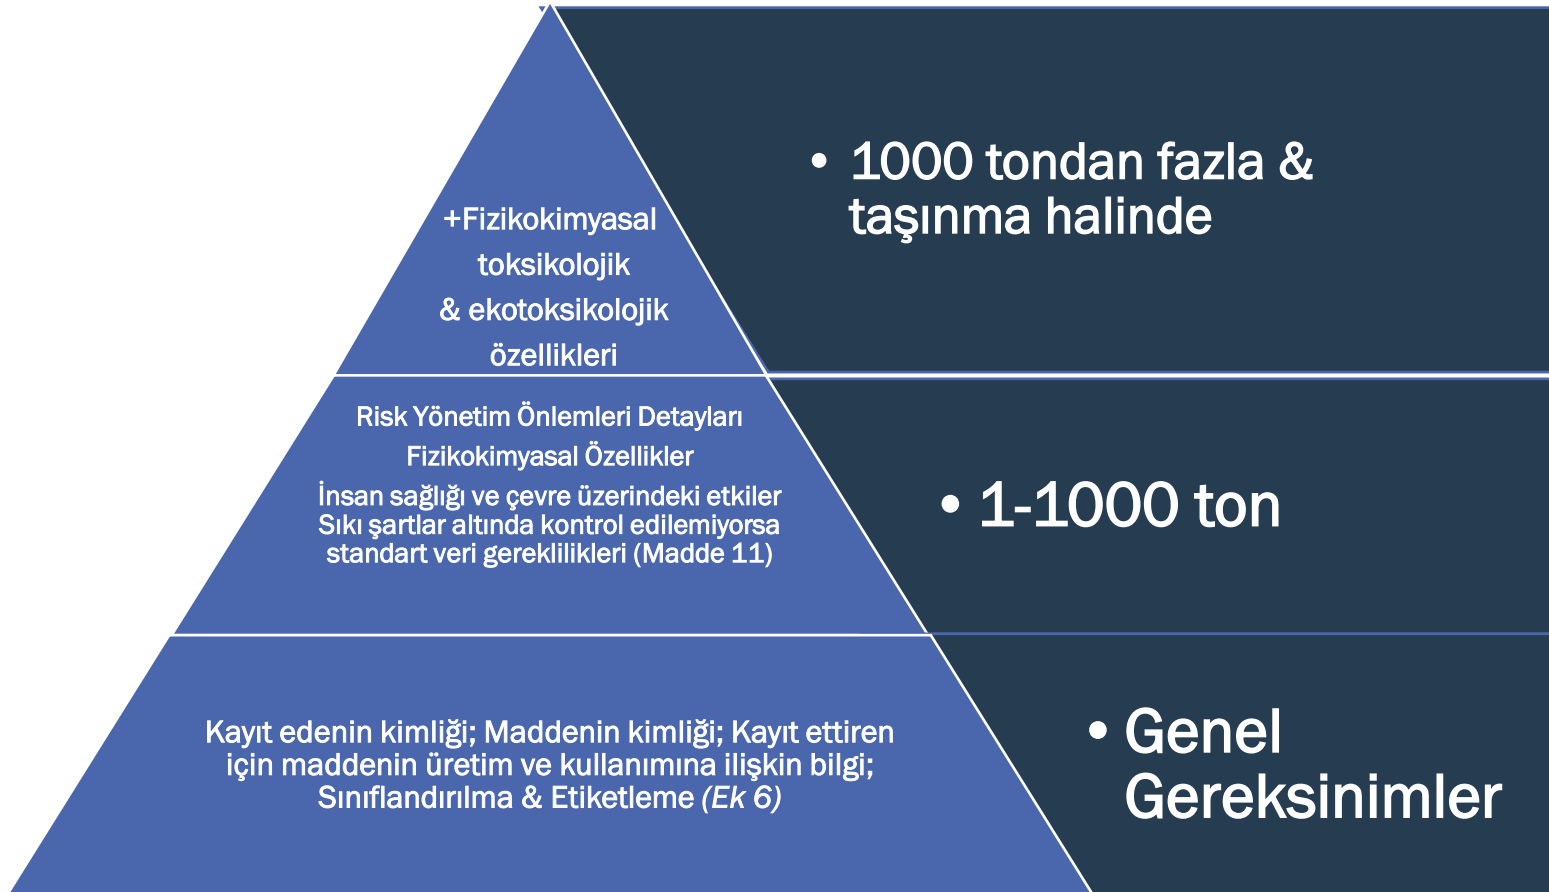 +Fizikokimyasal
toksikolojik
& ekotoksikolojik
özellikleri
• 1000 tondan fazla &
taşınma halinde
Risk Yönetim Önlemleri Detayları
Fizikokimyasal Özellikler
İnsan sağlığı ve çevre üzerindeki etkiler
Sıkı şartlar altında kontrol edilemiyorsa
standart veri gereklilikleri (Madde 11)
• 1-1000 ton
Kayıt edenin kimliği; Maddenin kimliği; Kayıt ettiren
için maddenin üretim ve kullanımına ilişkin bilgi;
Sınıflandırılma & Etiketleme (Ek 6)
• Genel
Gereksinimler